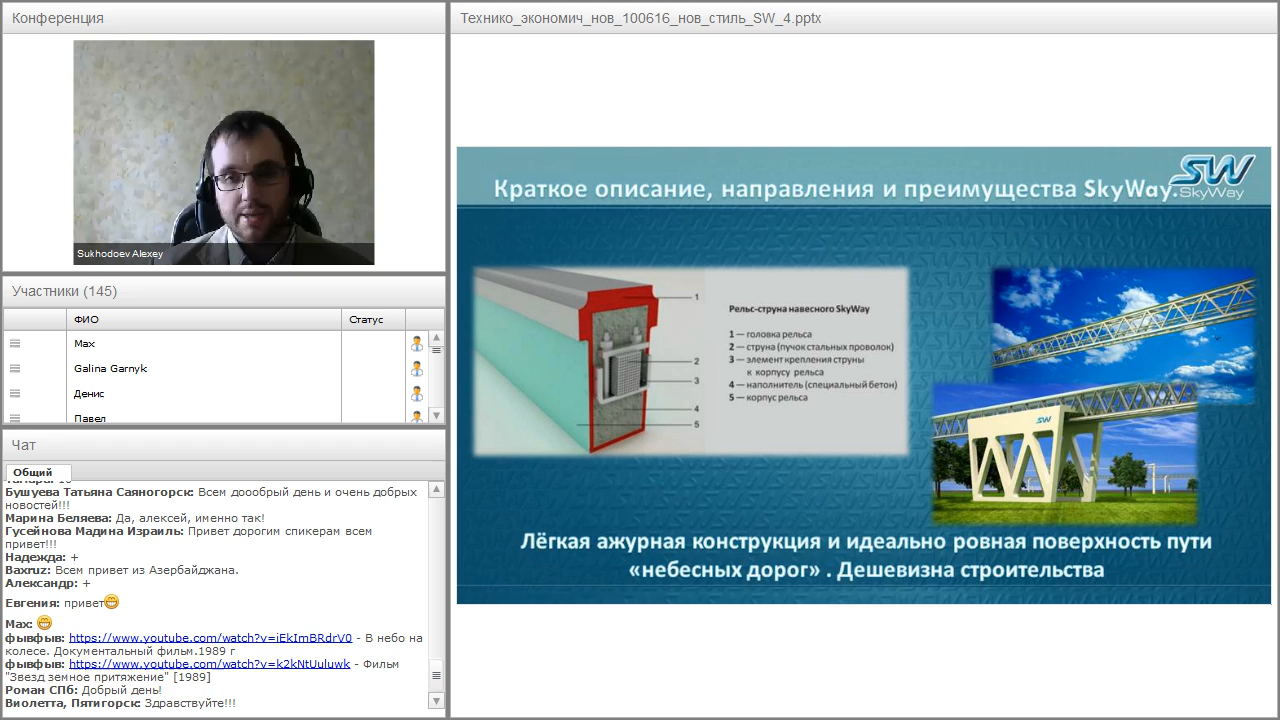 Конференция
Sukhodoev Alexey
Участники (145)
ФИО
Статус
Max
Galina Garnyk
Денис
Павел
Чат
Общий
Бушуева Татьяна Саяногорск: Всем доообрый день и очень добрых
новостей!!!
Марина Беляева: Да, алексей, именно так!
Гусейнова Мадина Израиль: Привет дорогим спикерам всем
привет!!!
Надежда: +
Baxruz: Всем привет из Азербайджана.
Александр: +
Евгения: привет
Max:
фывфыв: https://www.youtube.com/watch?v=iEkImBRdrV0 - В небо на
колесе. Документальный фильм.1989 г
фывфыв: https://www.youtube.com/watch?v=k2kNtUuluwk - Фильм
"Звезд земное притяжение" [1989]
Роман СПб: Добрый день!
Виолетта, Пятигорск: Здравствуйте!!!
Технико_экономич_нов_100616_нов_стиль_SW_4.pptx
SW
SkyWay
Краткое описание, направления и преимущества SkyWay.
1
2
3
4
5
Рельс-струна навесного SkyWay
1 — головка рельса
2 — струна (пучок стальных проволок)
3 — элемент крепления струны
к корпусу рельса
4 — наполнитель (специальный бетон)
5 — корпус рельса
SW
Лёгкая ажурная конструкция и идеально ровная поверхность пути
«небесных дорог» . Дешевизна строительства